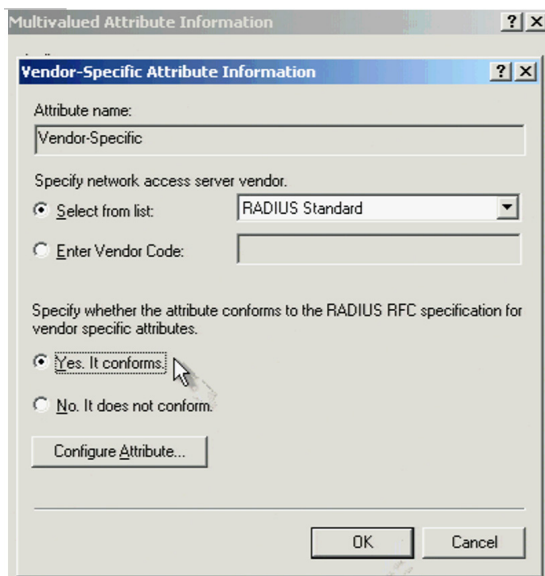 Multivalued Attribute Information
Vendor-Specific Attribute Information
Attribute name:
Vendor-Specific
Specify network access server vendor.
Select from list: RADIUS Standard
Enter Vendor Code:
Specify whether the attribute conforms to the RADIUS RFC specification for
vendor specific attributes.
Yes. It conforms.
No. It does not conform.
Configure Attribute...
OK Cancel